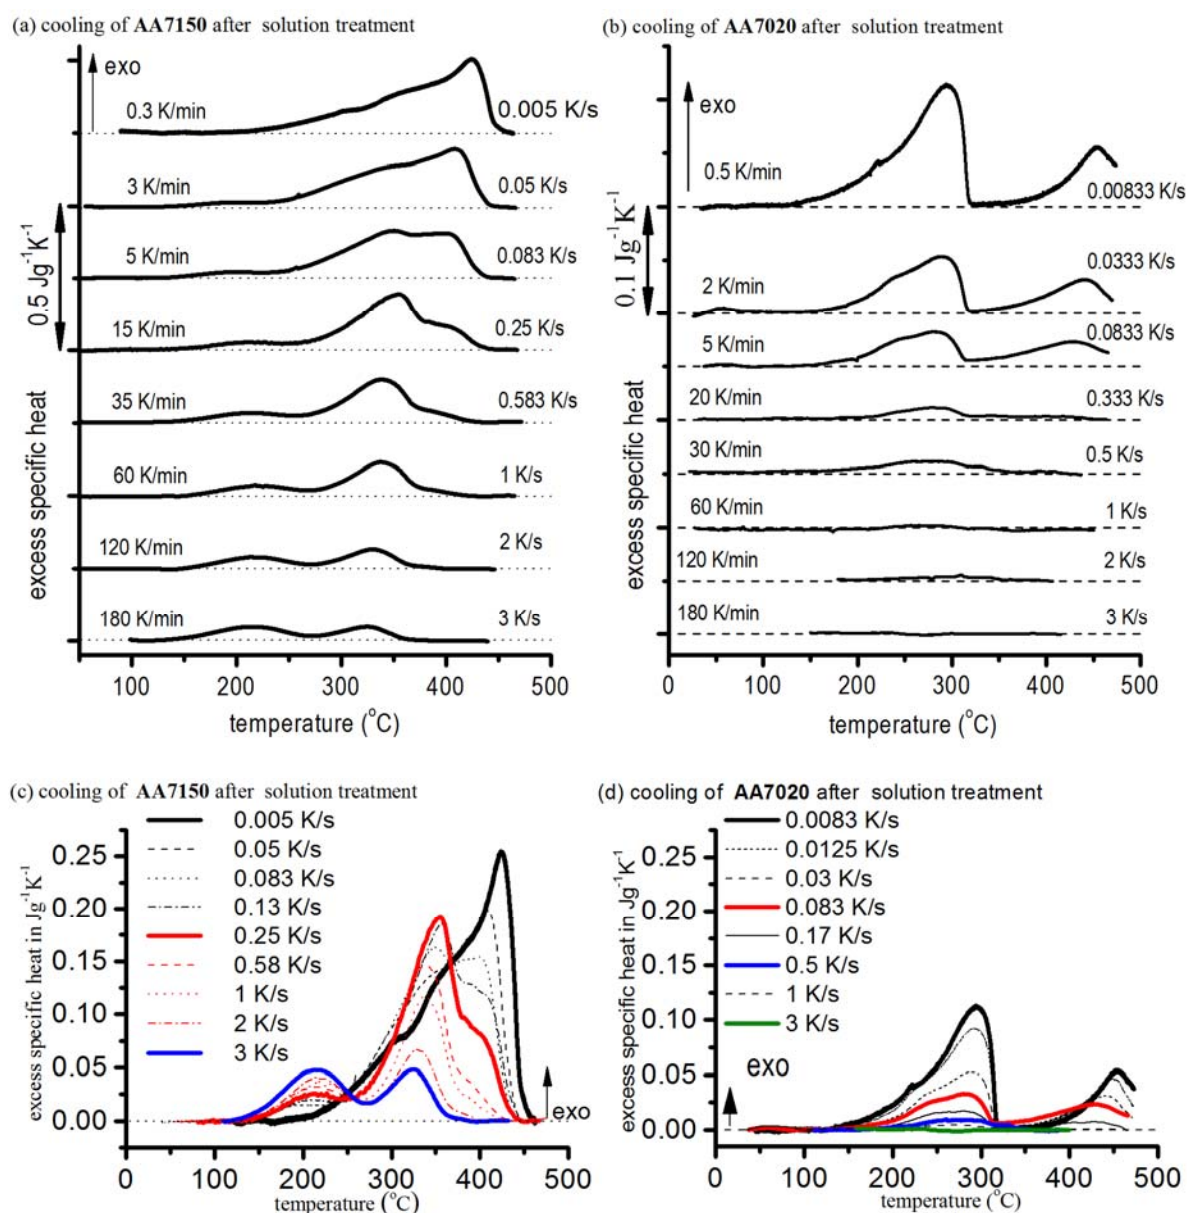 (a) cooling of AA7150 after solution treatment
exo
0.3 K/min
0.005 K/s
3 K/min
0.05 K/s
5 K/min
0.083 K/s
15 K/min
0.25 K/s
35 K/min
0.583 K/s
60 K/min
1 K/s
120 K/min
2 K/s
180 K/min
3 K/s
0.5 Jg⁻¹K⁻¹
excess specific heat
100 200 300 400 500
temperature (°C)
(b) cooling of AA7020 after solution treatment
exo
0.5 K/min
0.00833 K/s
2 K/min
0.0333 K/s
5 K/min
0.0833 K/s
20 K/min
0.333 K/s
30 K/min
0.5 K/s
60 K/min
1 K/s
120 K/min
2 K/s
180 K/min
3 K/s
0.1 Jg⁻¹K⁻¹
excess specific heat
0 100 200 300 400 500
temperature (°C)
(c) cooling of AA7150 after solution treatment
0.005 K/s
0.05 K/s
0.083 K/s
0.13 K/s
0.25 K/s
0.58 K/s
1 K/s
2 K/s
3 K/s
excess specific heat in Jg⁻¹K⁻¹
0.25
0.20
0.15
0.10
0.05
0.00
exo
0 100 200 300 400 500
temperature (°C)
(d) cooling of AA7020 after solution treatment
0.0083 K/s
0.0125 K/s
0.03 K/s
0.083 K/s
0.17 K/s
0.5 K/s
1 K/s
3 K/s
excess specific heat in Jg⁻¹K⁻¹
0.25
0.20
0.15
0.10
0.05
0.00
exo
0 100 200 300 400 500
temperature (°C)